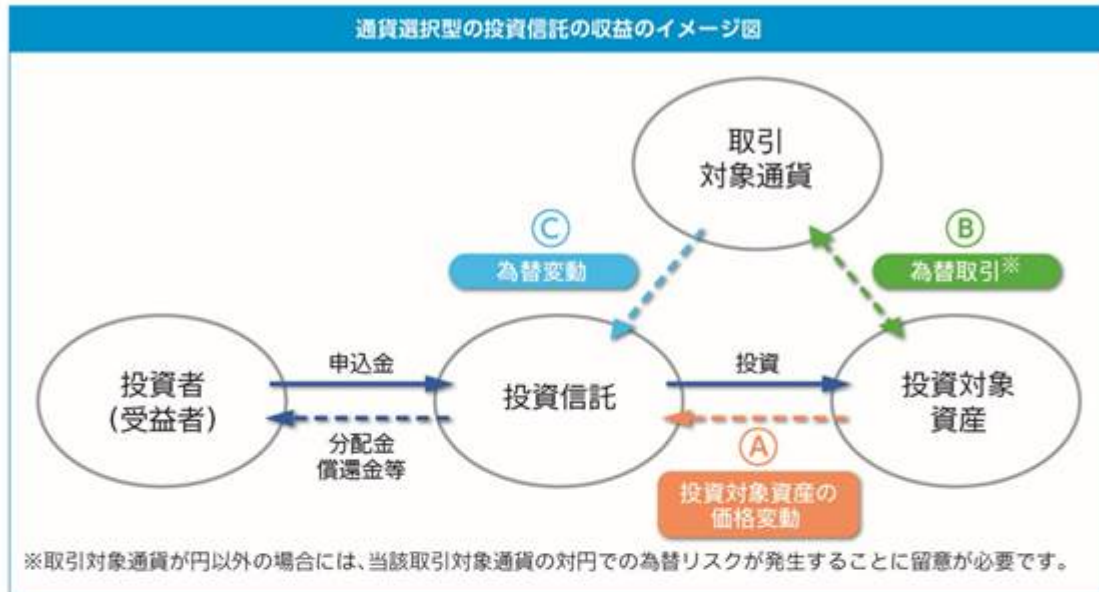 通貨選択型の投資信託の収益のイメージ図
取引
対象通貨
Ⓒ
為替変動
Ⓑ
為替取引※
投資者
(受益者)
申込金
分配金
償還金等
投資信託
投資
Ⓐ
投資対象資産の
価格変動
投資対象
資産
※取引対象通貨が円以外の場合には、当該取引対象通貨の対円での為替リスクが発生することに留意が必要です。